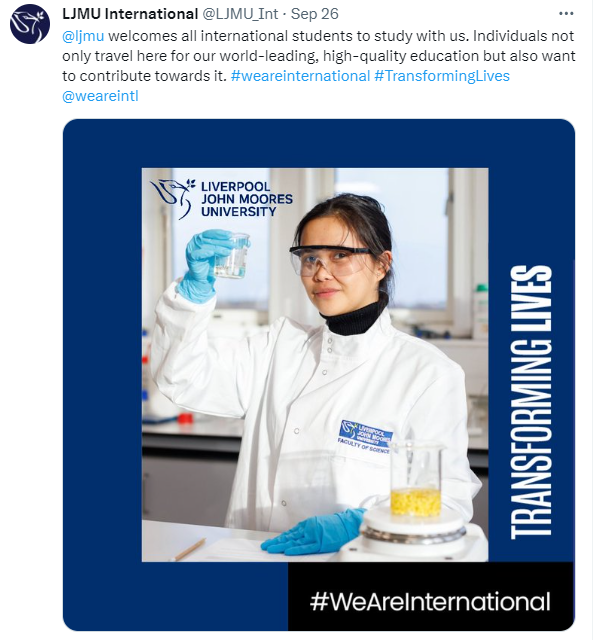 LJMU International @LJMU_Int · Sep 26
@ljmu welcomes all international students to study with us. Individuals not
only travel here for our world-leading, high-quality education but also want
to contribute towards it. #weareinternational #TransformingLives
@weareintl
LIVERPOOL
JOHN MOORES
UNIVERSITY
LIVERPOOL
JOHN MOORES
UNIVERSITY
FACULTY OF SCIENCE
TRANSFORMING LIVES
#WeAreInternational